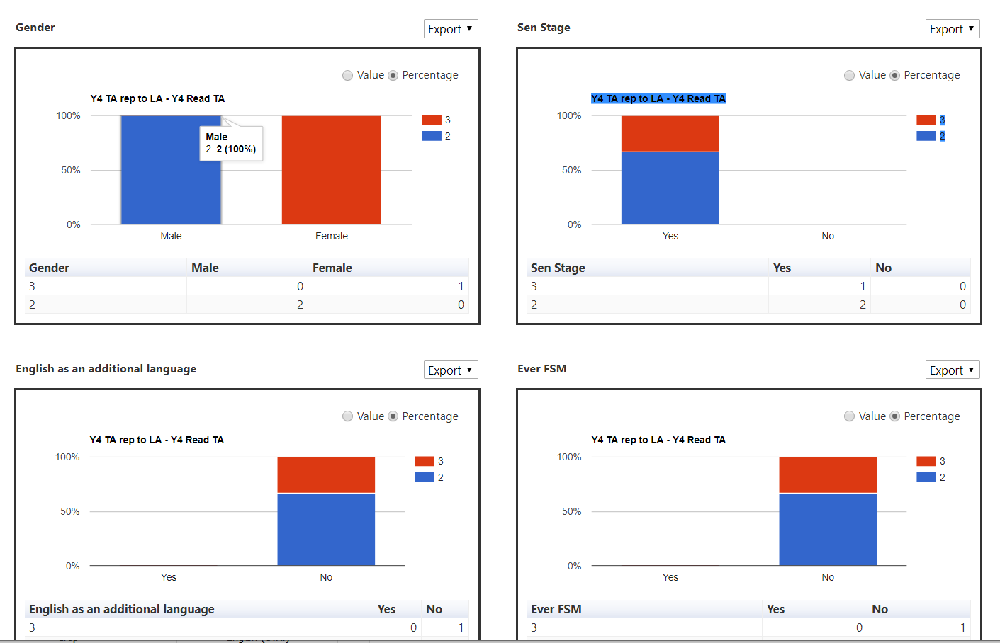 Gender
Export ▼
Sen Stage
Export ▼
Value Percentage
Y4 TA rep to LA - Y4 Read TA
100%
50%
0%
3
2
Male
2: 2 (100%)
Male Female
Gender Male Female
3 0 1
2 2 0
Value Percentage
Y4 TA rep to LA - Y4 Read TA
100%
50%
0%
3
2
Yes No
Sen Stage Yes No
3 1 0
2 2 0
English as an additional language
Export ▼
Ever FSM
Export ▼
Value Percentage
Y4 TA rep to LA - Y4 Read TA
100%
50%
0%
3
2
Yes No
English as an additional language Yes No
3 0 1
Value Percentage
Y4 TA rep to LA - Y4 Read TA
100%
50%
0%
3
2
Yes No
Ever FSM Yes No
3 0 1